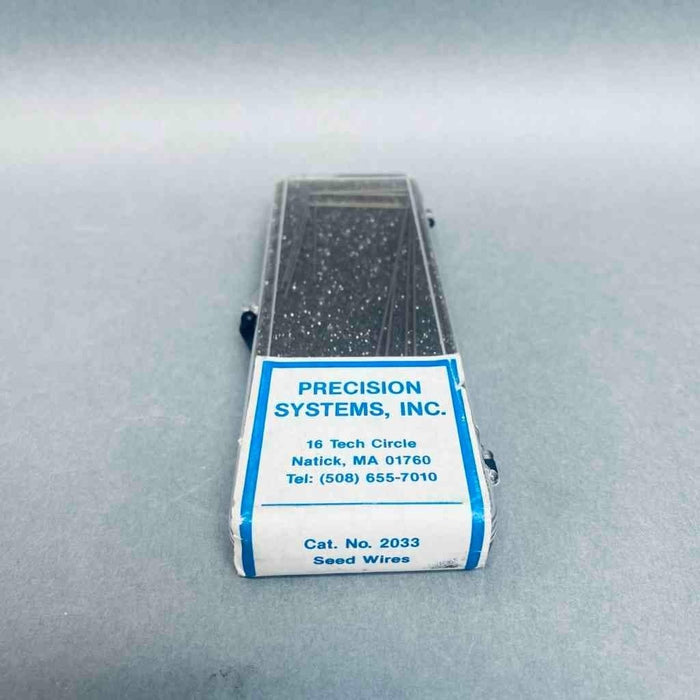 PRECISION
SYSTEMS, INC.
16 Tech Circle
Natick, MA 01760
Tel: (508) 655-7010
Cat. No. 2033
Seed Wires